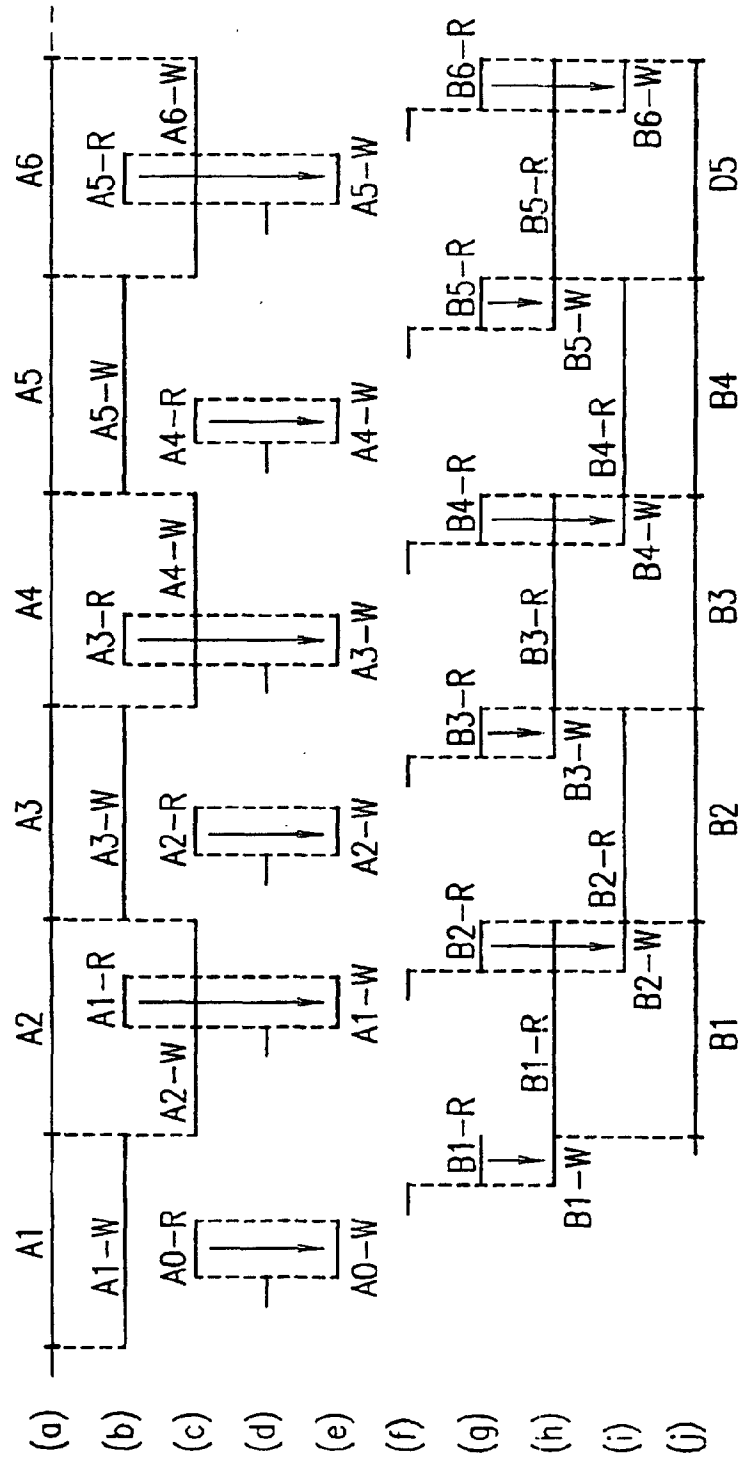 (a) A1 A2 A3 A4 A5 A6
(b) A1-W A1-R A3-W A3-R A5-W A5-R
(c) A0-R A2-W A2-R A4-W A4-R A6-W
(d)
(e) A0-W A1-W A2-W A3-W A4-W A5-W
(f)
(g) B1-R B2-R B3-R B4-R B5-R B6-R
(h) B1-R B3-R B5-R
B1-W B3-W B5-W
(i) B2-R B4-R
B2-W B4-W B6-W
(j) B1 B2 B3 B4 D5